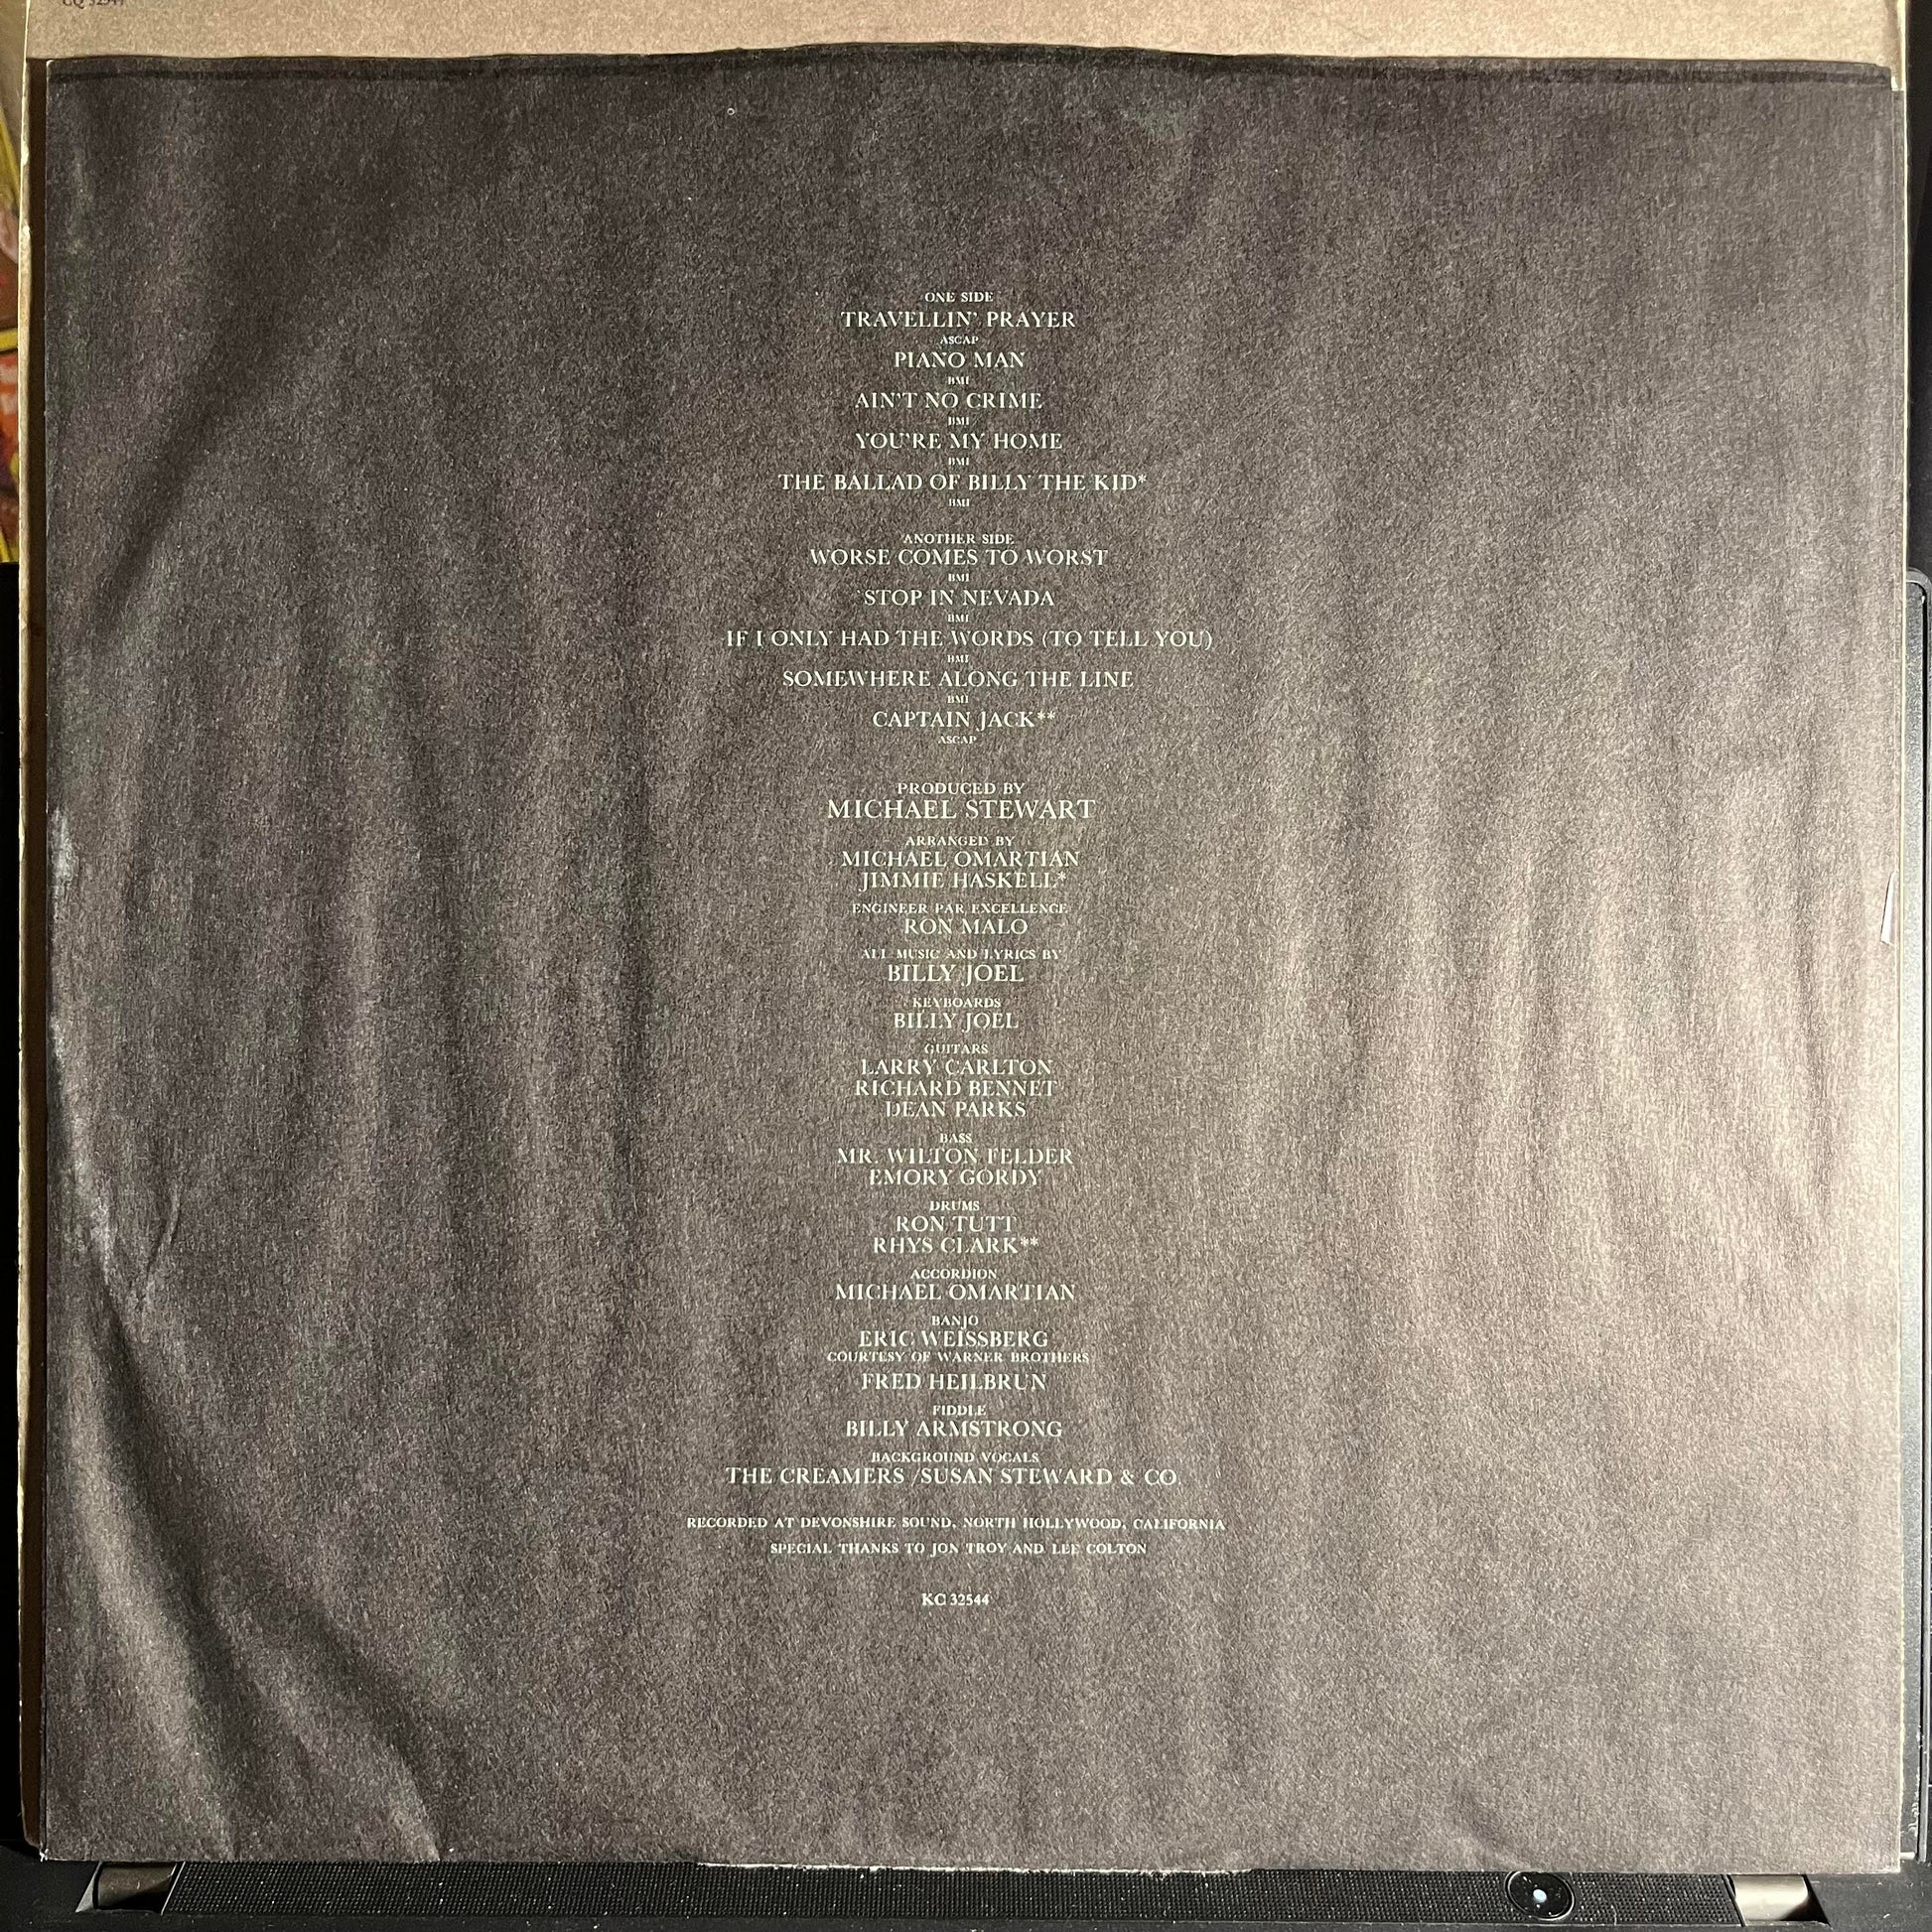 CQ 32544
ONE SIDE
TRAVELLIN' PRAYER
ASCAP
PIANO MAN
BMI
AIN'T NO CRIME
BMI
YOU'RE MY HOME
BMI
THE BALLAD OF BILLY THE KID*
BMI
ANOTHER SIDE
WORSE COMES TO WORST
BMI
STOP IN NEVADA
BMI
IF I ONLY HAD THE WORDS (TO TELL YOU)
BMI
SOMEWHERE ALONG THE LINE
BMI
CAPTAIN JACK**
ASCAP
PRODUCED BY
MICHAEL STEWART
ARRANGED BY
MICHAEL OMARTIAN
JIMMIE HASKELL*
ENGINEER PAR EXCELLENCE
RON MALO
ALL MUSIC AND LYRICS BY
BILLY JOEL
KEYBOARDS
BILLY JOEL
GUITARS
LARRY CARLTON
RICHARD BENNET
DEAN PARKS
BASS
MR. WILTON FELDER
EMORY GORDY
DRUMS
RON TUTT
RHYS CLARK**
ACCORDION
MICHAEL OMARTIAN
BANJO
ERIC WEISSBERG
COURTESY OF WARNER BROTHERS
FRED HEILBRUN
FIDDLE
BILLY ARMSTRONG
BACKGROUND VOCALS
THE CREAMERS/SUSAN STEWARD & CO.
RECORDED AT DEVONSHIRE SOUND, NORTH HOLLYWOOD, CALIFORNIA
SPECIAL THANKS TO JON TROY AND LEE COLTON
KC 32544